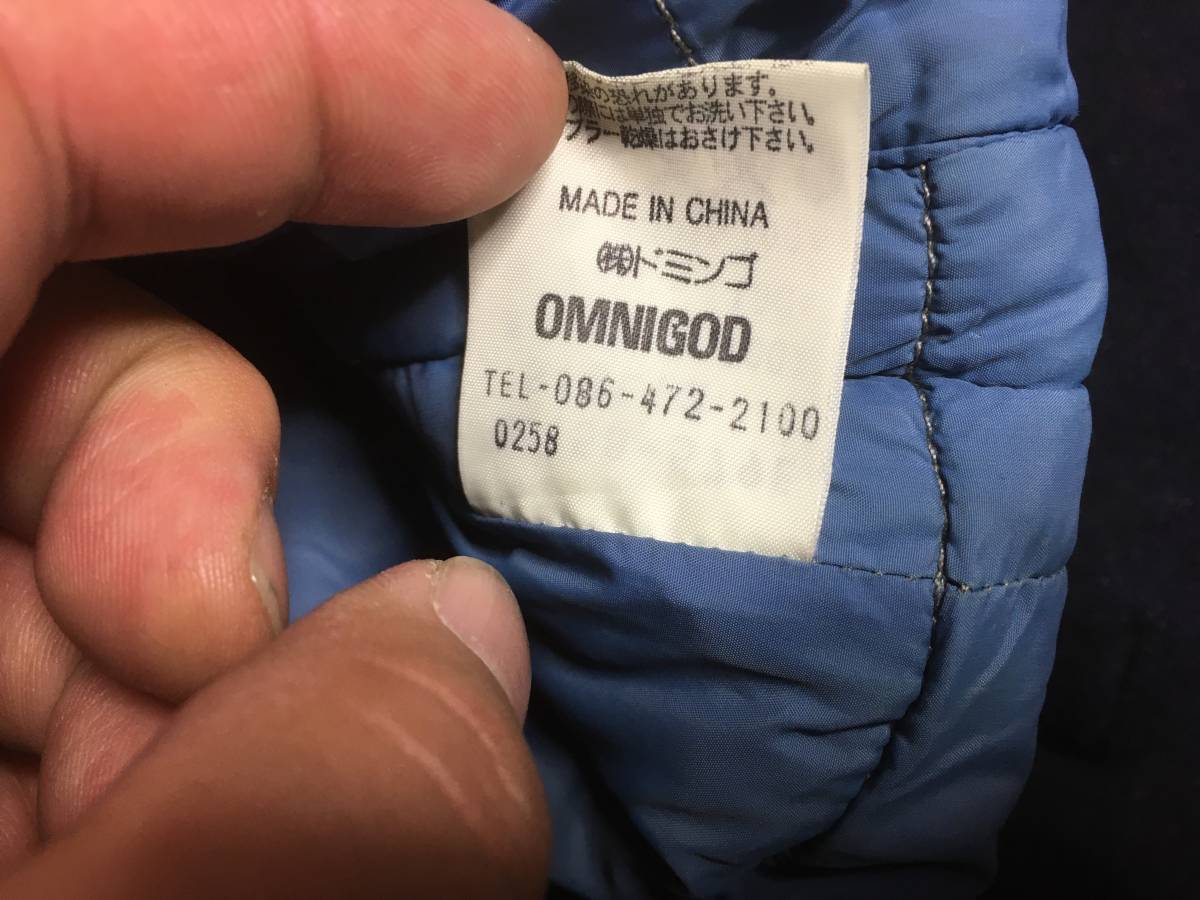 の恐れがあります。
には単独でお洗い下さい。
ブラー乾燥はおさけ下さい。
MADE IN CHINA
㈱ドミンゴ
OMNIGOD
TEL-086-472-2100
0258